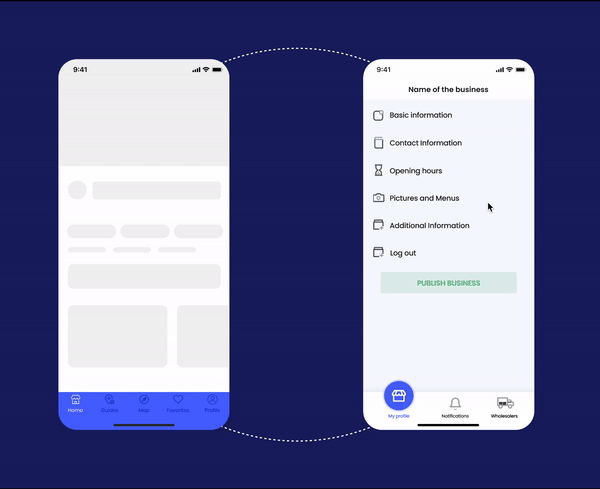 9:41
Home
Guides
Map
Favorites
Profile
9:41
Name of the business
Basic information
Contact Information
Opening hours
Pictures and Menus
Additional Information
Log out
PUBLISH BUSINESS
My profile
Notifications
Wholesalers